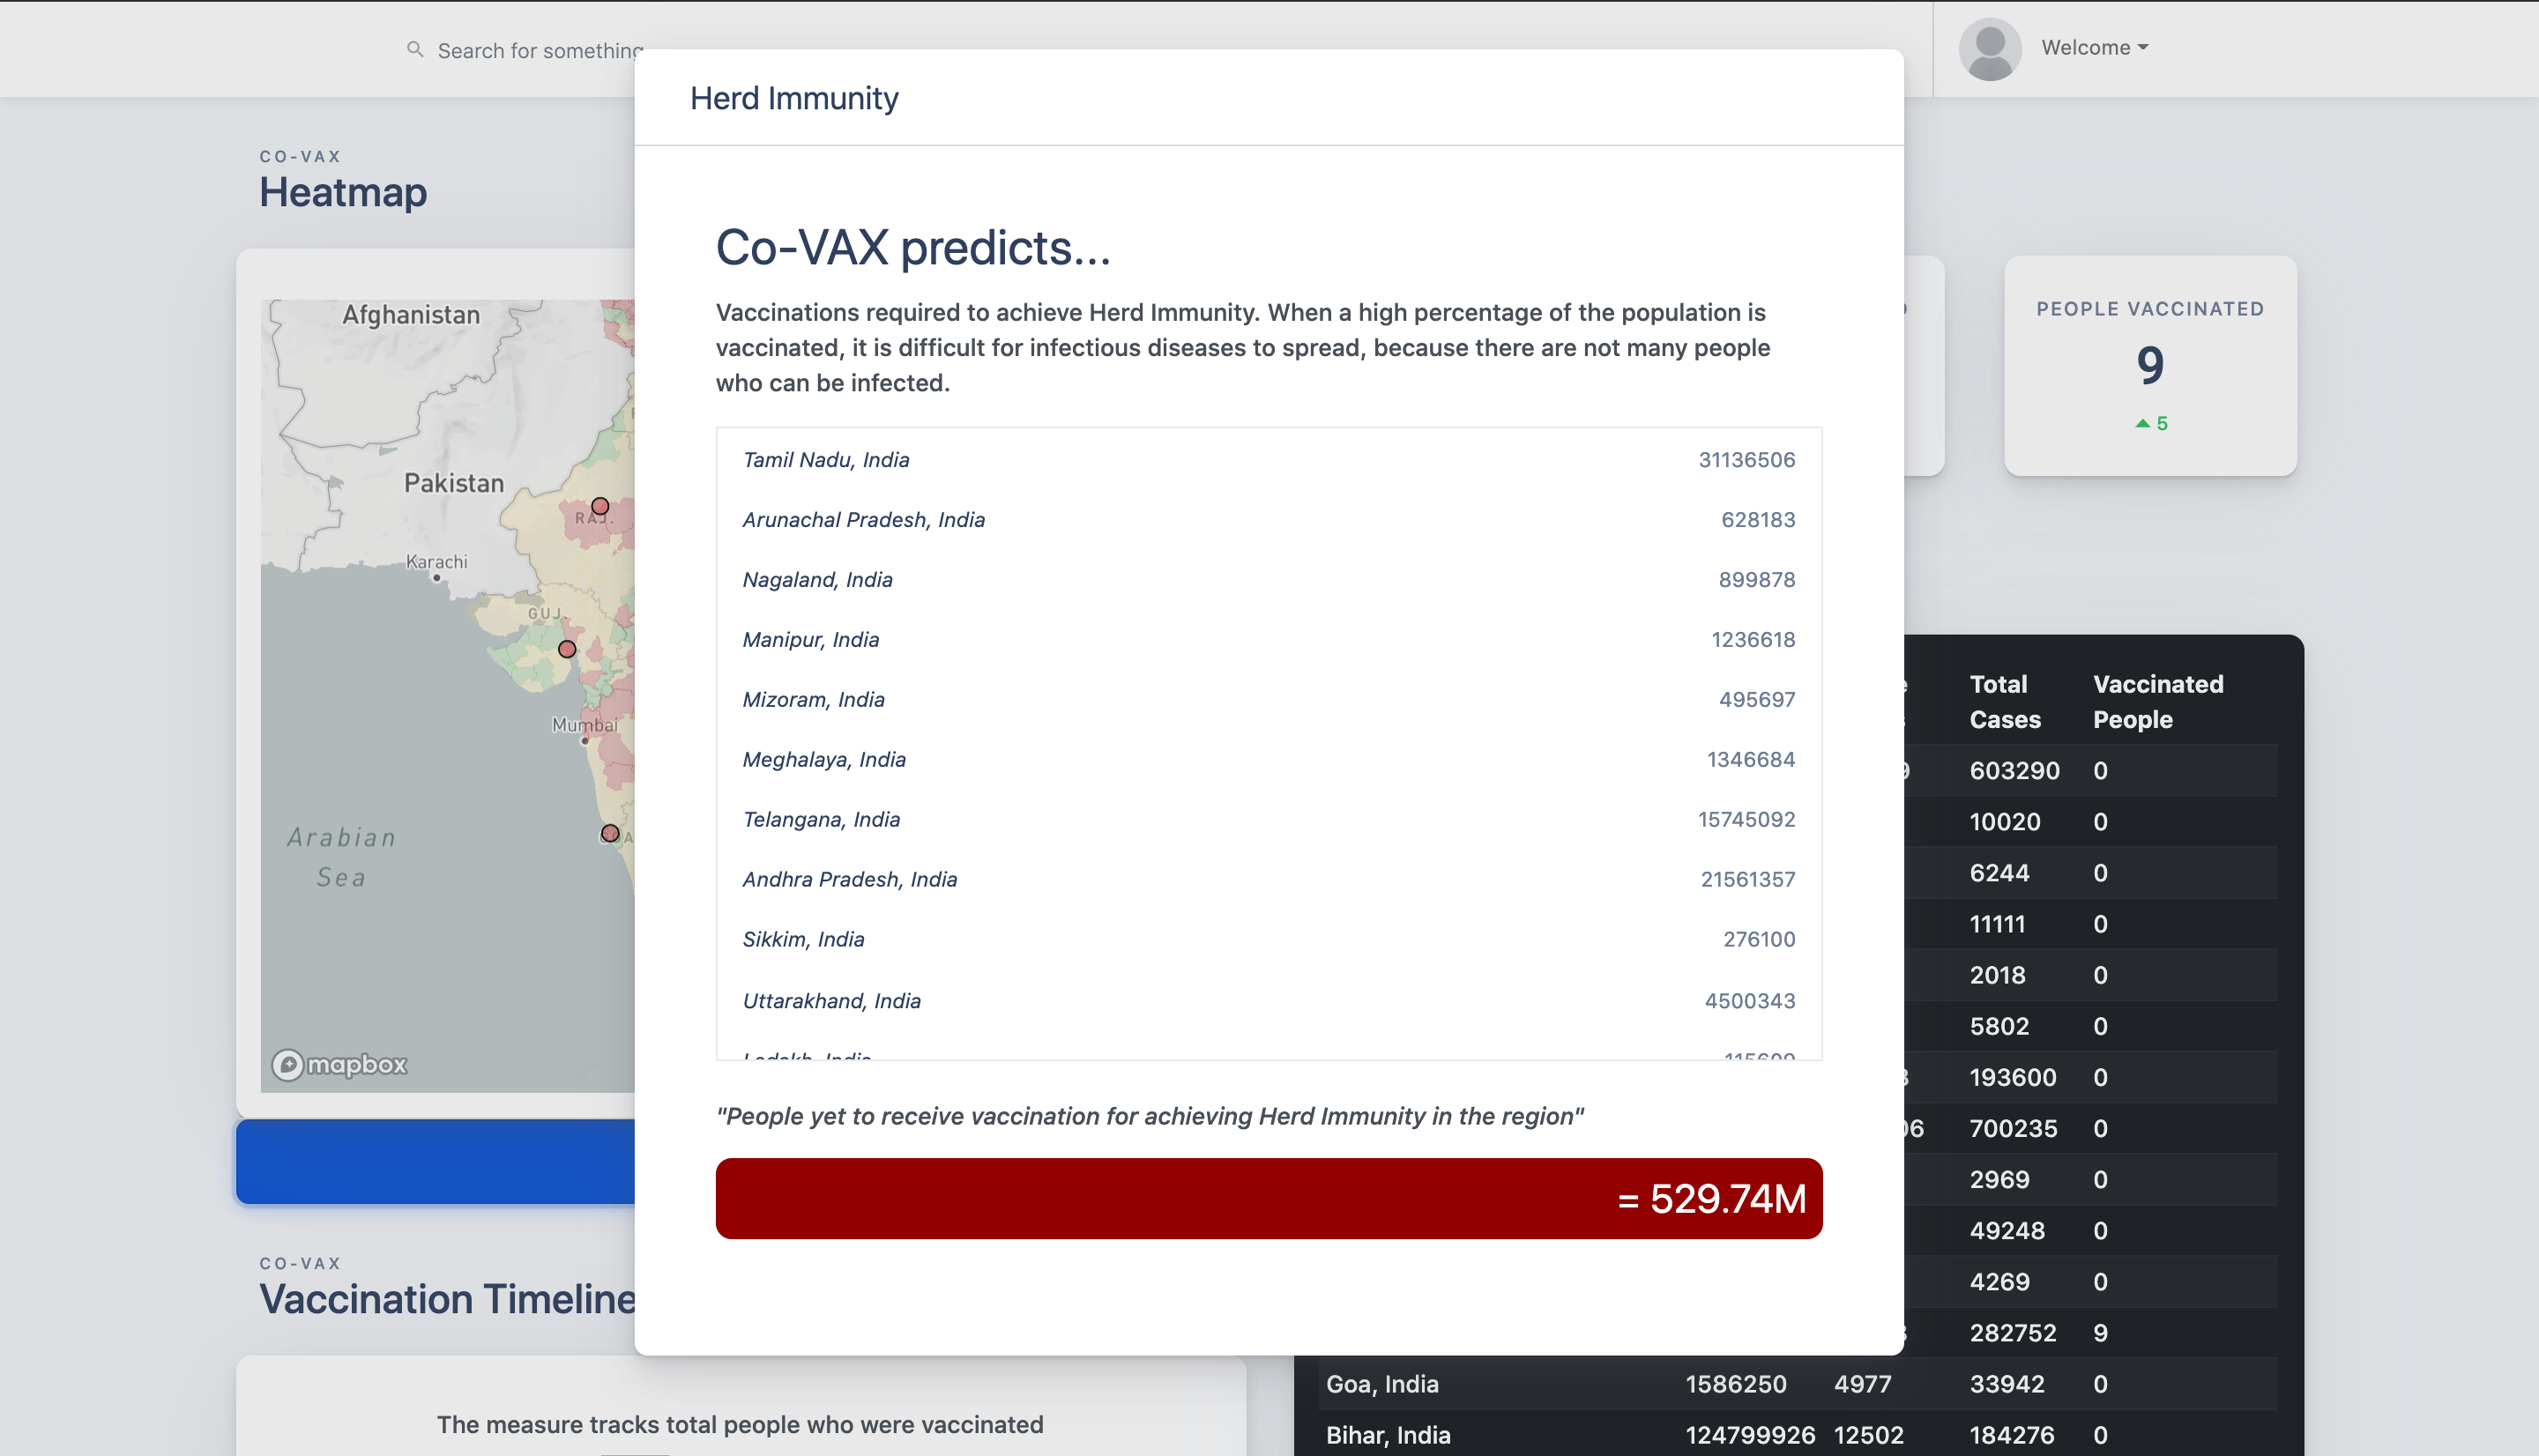 Search for something
Welcome
Herd Immunity
CO-VAX
Heatmap
Co-VAX predicts...
Vaccinations required to achieve Herd Immunity. When a high percentage of the population is
vaccinated, it is difficult for infectious diseases to spread, because there are not many people
who can be infected.
PEOPLE VACCINATED
9
5
Afghanistan
Pakistan
RAJ.
Karachi
GUJ.
Mumbai
Arabian
Sea
mapbox
Tamil Nadu, India 31136506
Arunachal Pradesh, India 628183
Nagaland, India 899878
Manipur, India 1236618
Mizoram, India 495697
Meghalaya, India 1346684
Telangana, India 15745092
Andhra Pradesh, India 21561357
Sikkim, India 276100
Uttarakhand, India 4500343
Ladakh, India 115609
"People yet to receive vaccination for achieving Herd Immunity in the region"
= 529.74M
Total Vaccinated
Cases People
603290 0
10020 0
6244 0
11111 0
2018 0
5802 0
193600 0
700235 0
2969 0
49248 0
4269 0
282752 9
Goa, India 1586250 4977 33942 0
Bihar, India 124799926 12502 184276 0
CO-VAX
Vaccination Timeline
The measure tracks total people who were vaccinated